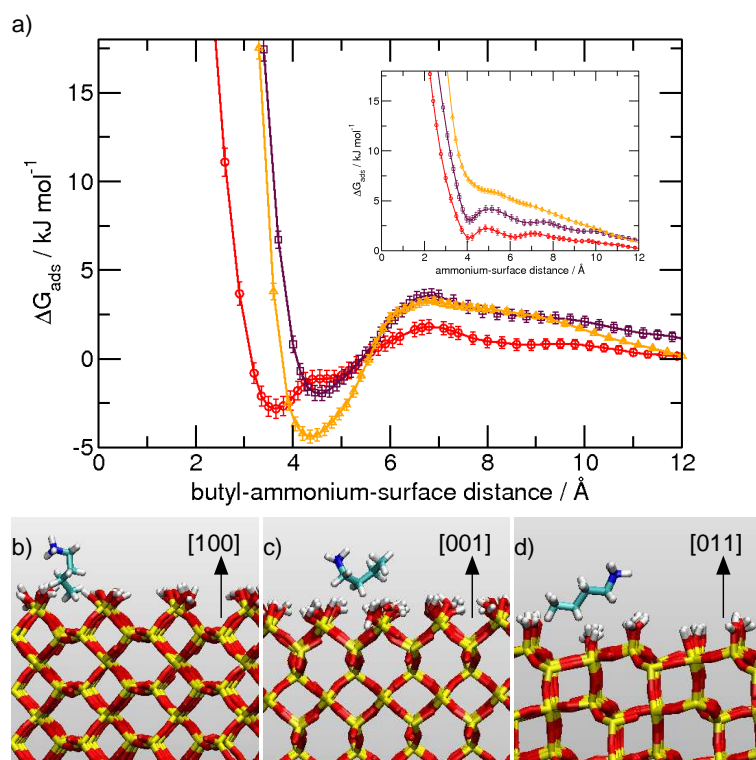 a)
ΔG_ads / kJ mol⁻¹
15
10
5
0
-5
0 2 4 6 8 10 12
butyl-ammonium-surface distance / Å
ΔG_ads / kJ mol⁻¹
15
10
5
0
0 2 4 6 8 10 12
ammonium-surface distance / Å
b) [100]
c) [001]
d) [011]